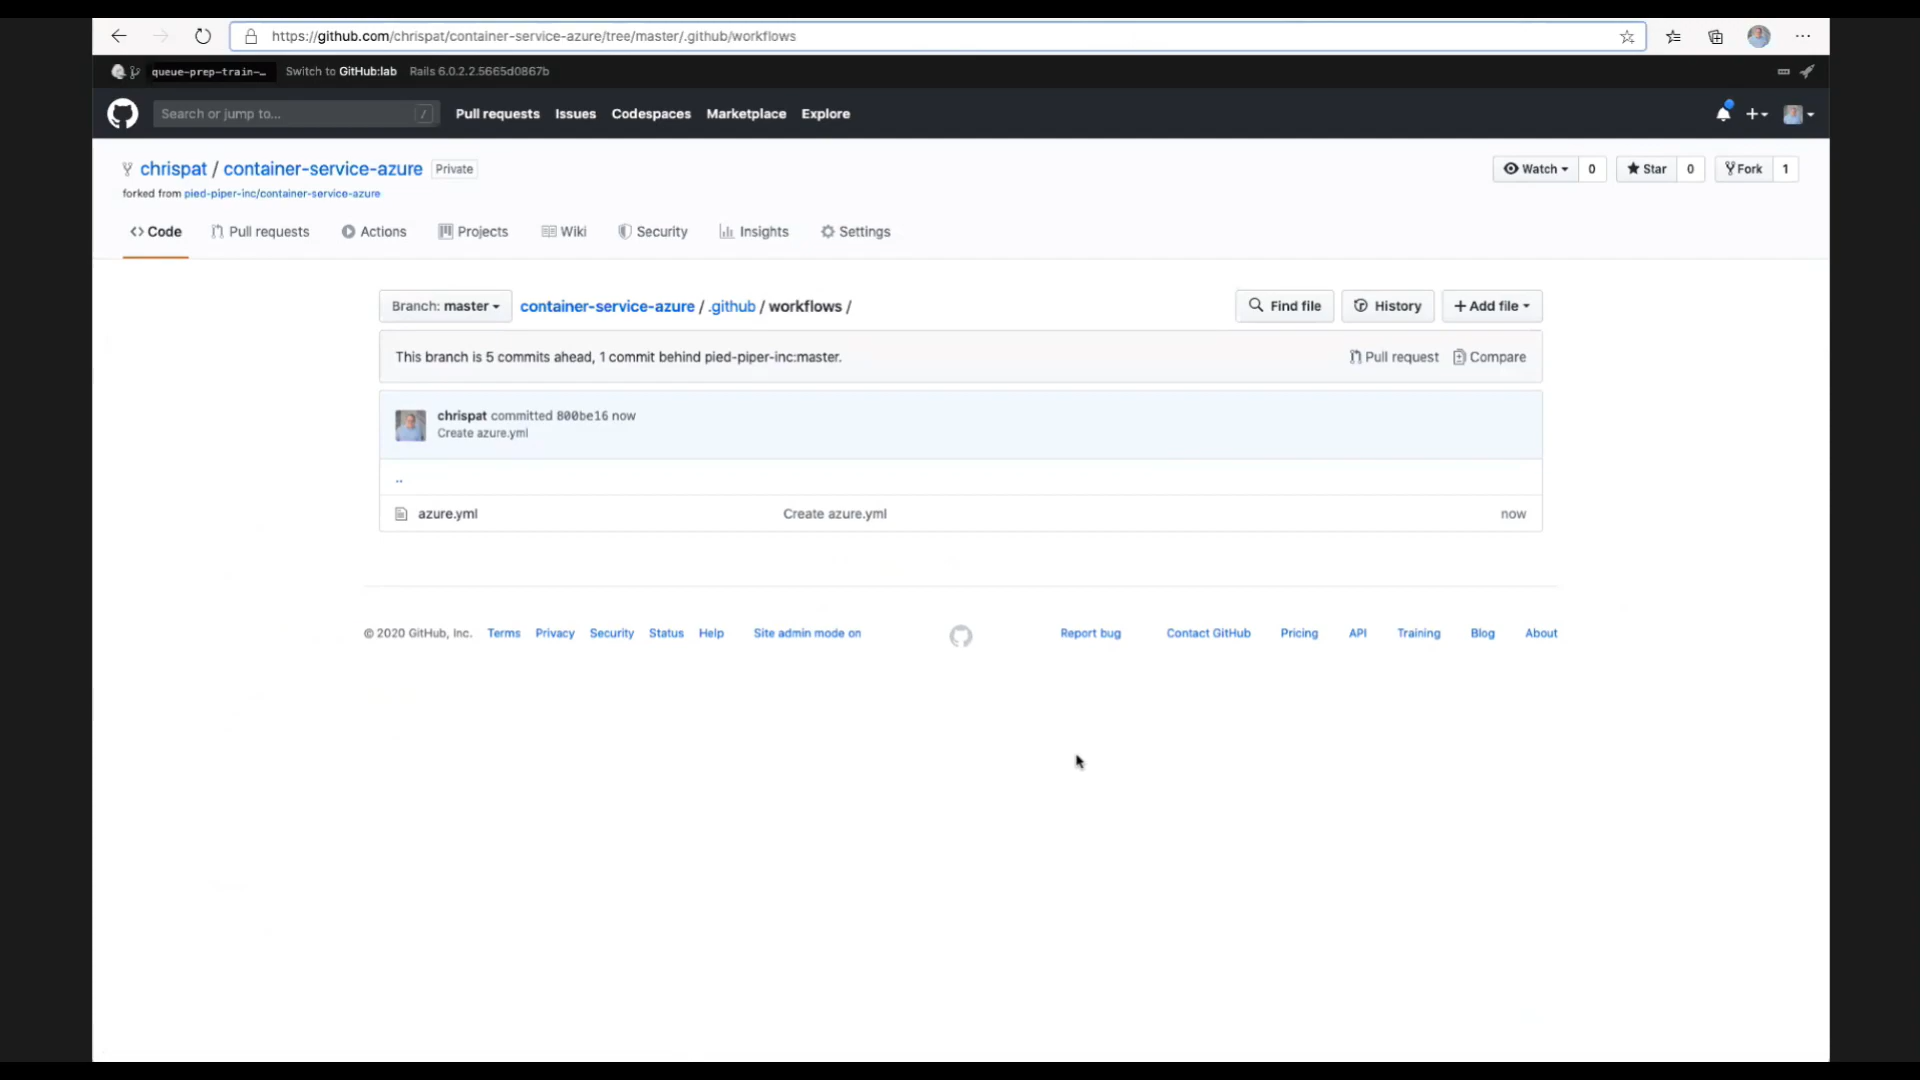 https://github.com/chrispat/container-service-azure/tree/master/.github/workflows
queue-prep-train-… Switch to GitHub:lab Rails 6.0.2.2.5665d0867b
Search or jump to... / Pull requests Issues Codespaces Marketplace Explore
chrispat / container-service-azure Private Watch 0 Star 0 Fork 1
forked from pied-piper-inc/container-service-azure
Code Pull requests Actions Projects Wiki Security Insights Settings
Branch: master container-service-azure / .github / workflows / Find file History Add file
This branch is 5 commits ahead, 1 commit behind pied-piper-inc:master. Pull request Compare
chrispat committed 800be16 now
Create azure.yml
..
azure.yml Create azure.yml now
© 2020 GitHub, Inc. Terms Privacy Security Status Help Site admin mode on Report bug Contact GitHub Pricing API Training Blog About